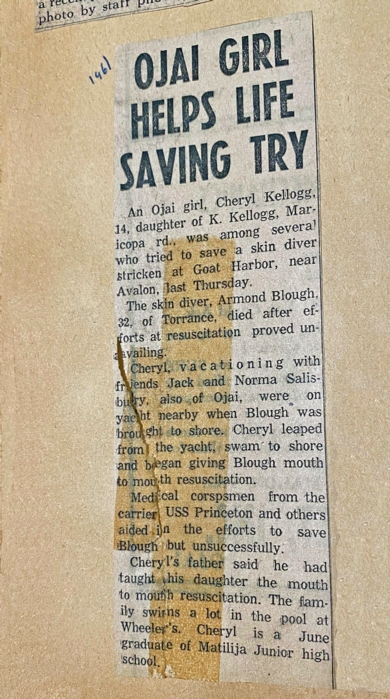 a recen
photo by staff pho
1961
OJAI GIRL
HELPS LIFE
SAVING TRY
An Ojai girl, Cheryl Kellogg,
14, daughter of K. Kellogg, Mar-
icopa rd., was among several
who tried to save a skin diver
stricken at Goat Harbor, near
Avalon, last Thursday.
The skin diver, Armond Blough,
32, of Torrance, died after ef-
forts at resuscitation proved un-
availing.
Cheryl, vacationing with
friends Jack and Norma Salis-
bury, also of Ojai, were on
yacht nearby when Blough was
brought to shore. Cheryl leaped
from the yacht, swam to shore
and began giving Blough mouth
to mouth resuscitation.
Medical corspsmen from the
carrier USS Princeton and others
aided in the efforts to save
Blough but unsuccessfully.
Cheryl's father said he had
taught his daughter the mouth
to mouth resuscitation. The fam-
ily swims a lot in the pool at
Wheeler's. Cheryl is a June
graduate of Matilija Junior high
school.